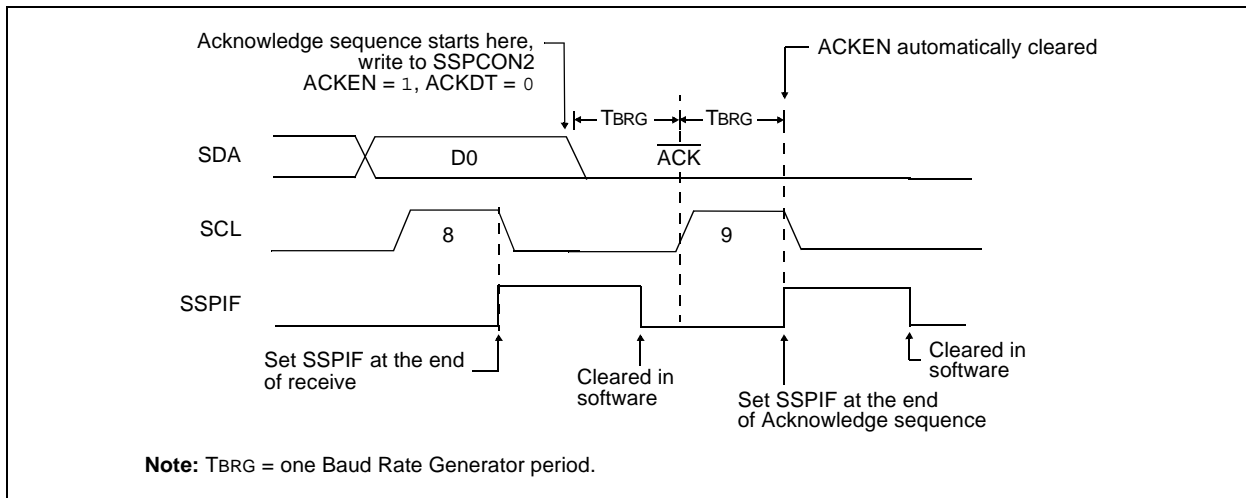 Acknowledge sequence starts here,
write to SSPCON2
ACKEN = 1, ACKDT = 0
ACKEN automatically cleared
TBRG
TBRG
SDA
D0
ACK
SCL
8
9
SSPIF
Set SSPIF at the end
of receive
Cleared in
software
Set SSPIF at the end
of Acknowledge sequence
Cleared in
software
Note: TBRG = one Baud Rate Generator period.